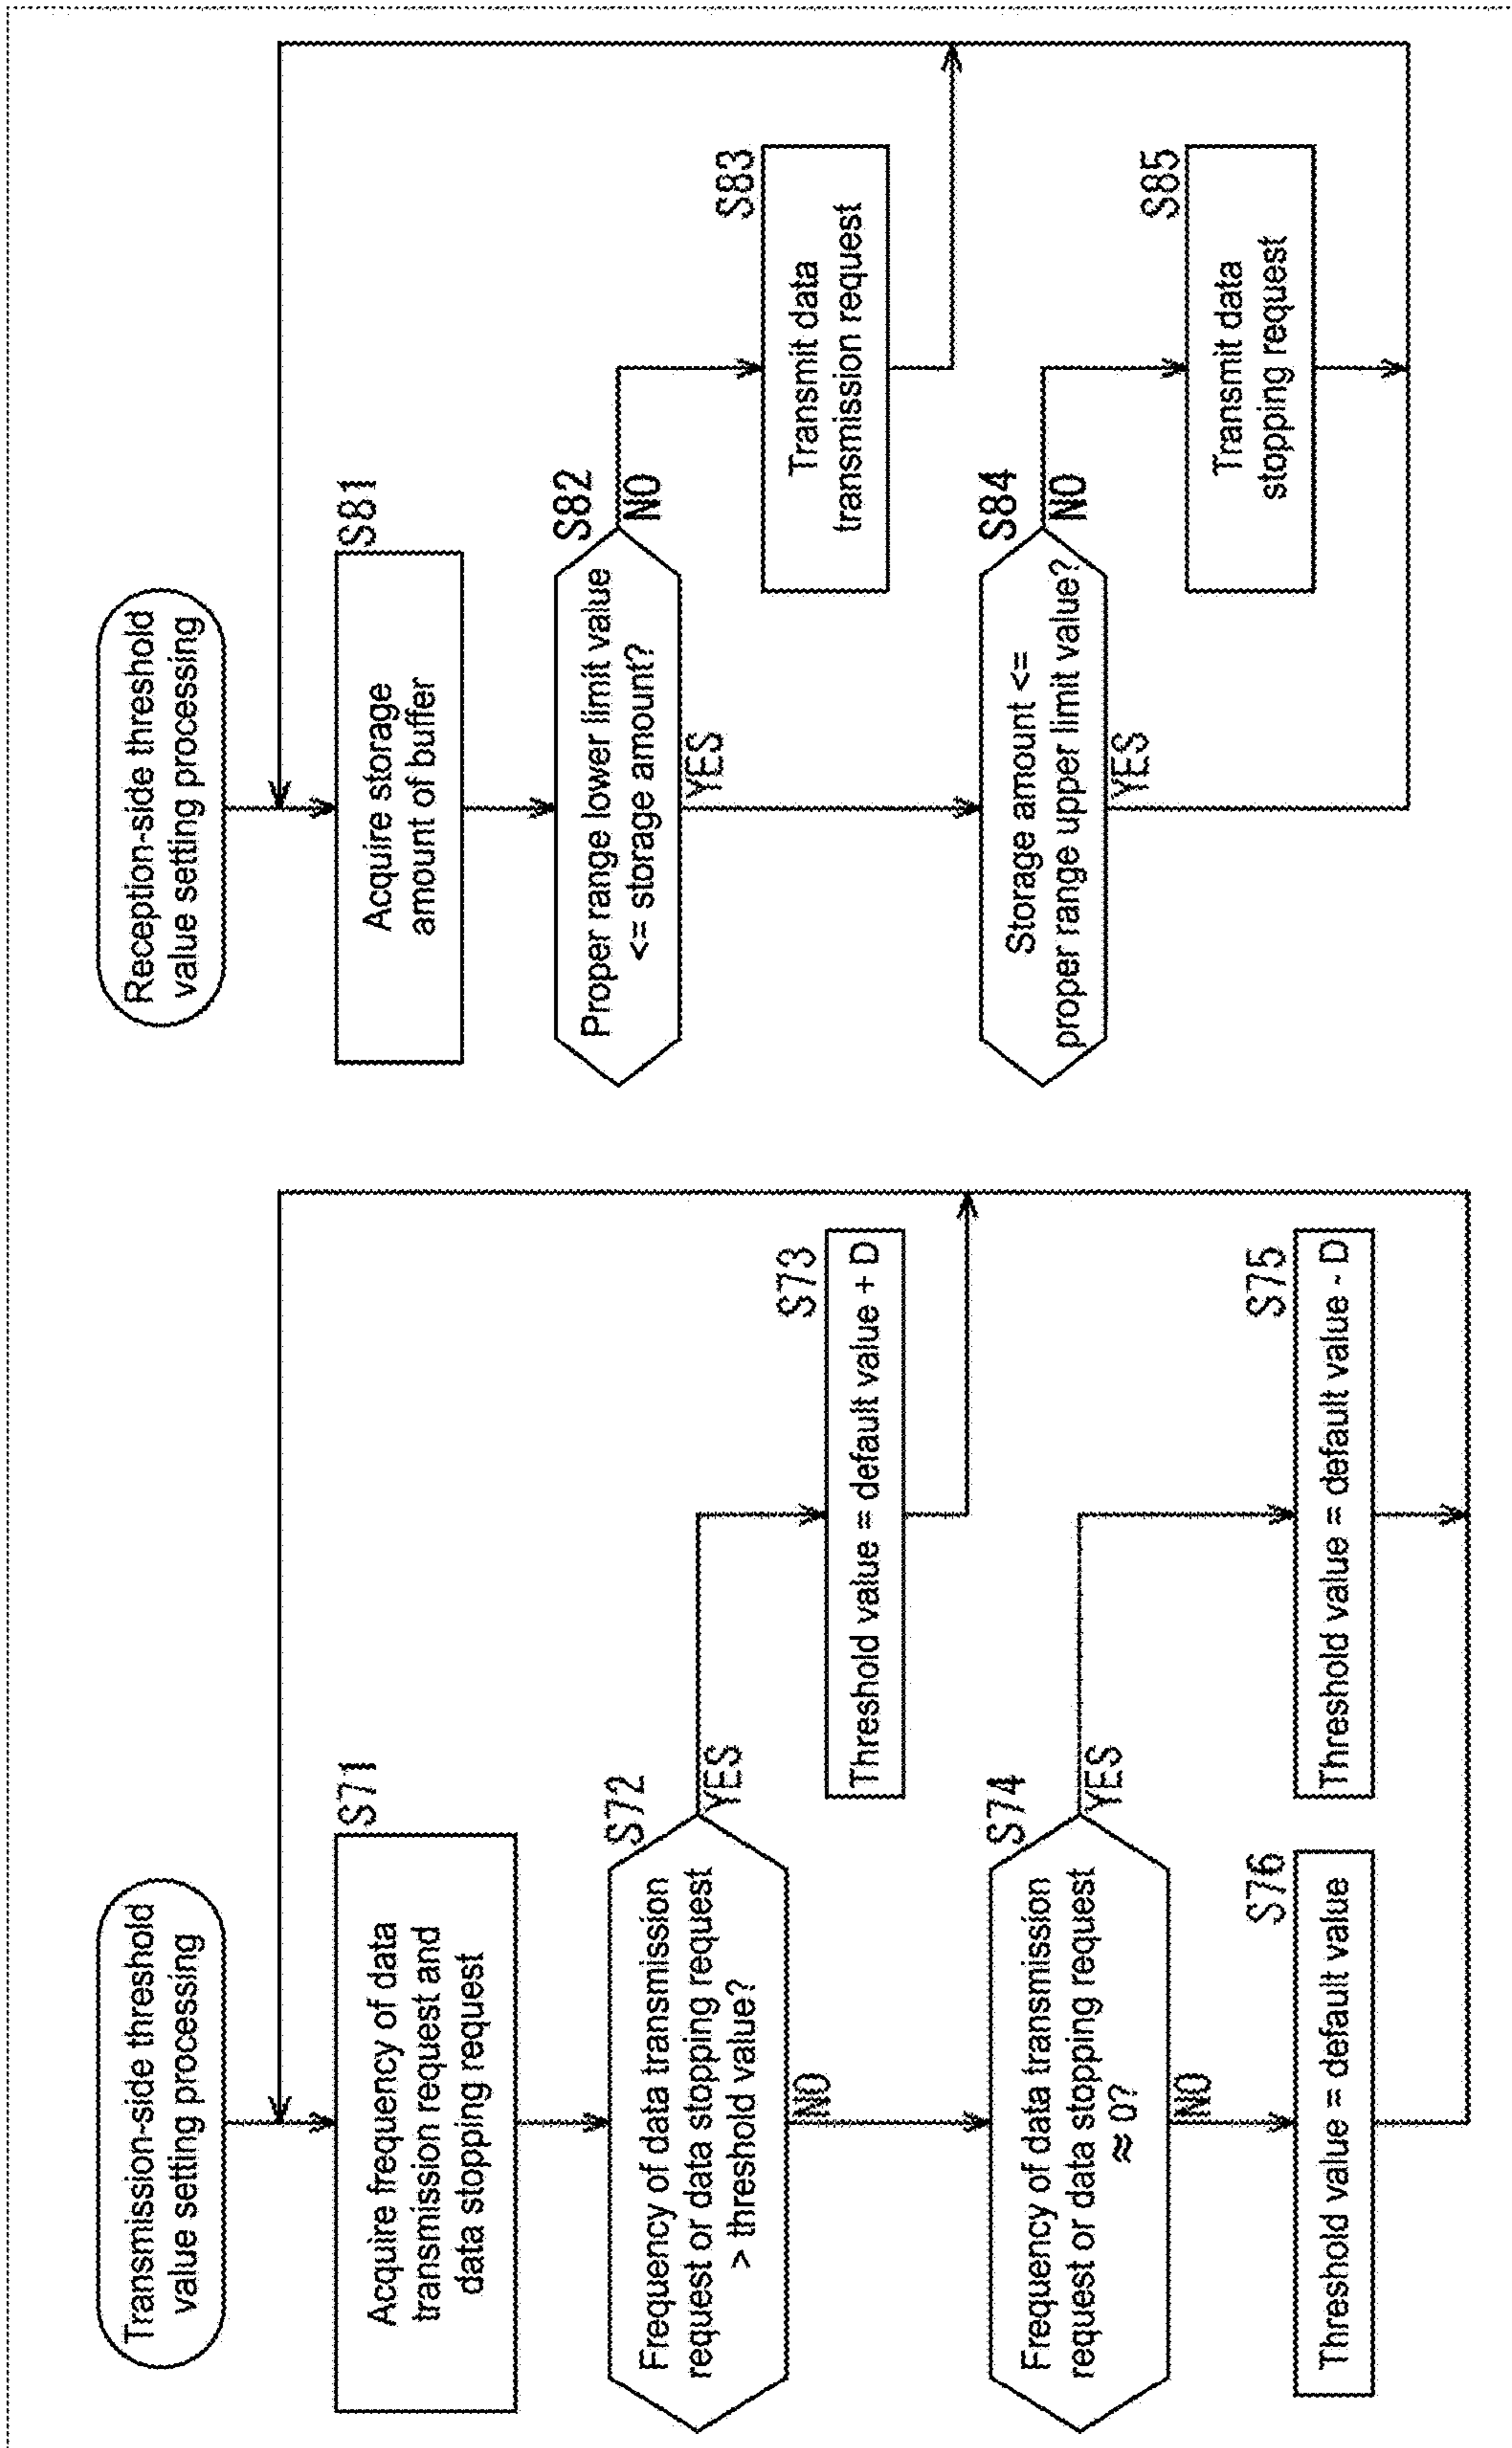 Transmission-side threshold
value setting processing
S71
Acquire frequency of data
transmission request and
data stopping request
S72
Frequency of data transmission
request or data stopping request
> threshold value?
YES
NO
S73
Threshold value = default value + D
S74
Frequency of data transmission
request or data stopping request
≈ 0?
YES
NO
S75
Threshold value = default value - D
S76
Threshold value = default value
Reception-side threshold
value setting processing
S81
Acquire storage
amount of buffer
S82
Proper range lower limit value
<= storage amount?
NO
YES
S83
Transmit data
transmission request
S84
Storage amount <=
proper range upper limit value?
NO
YES
S85
Transmit data
stopping request